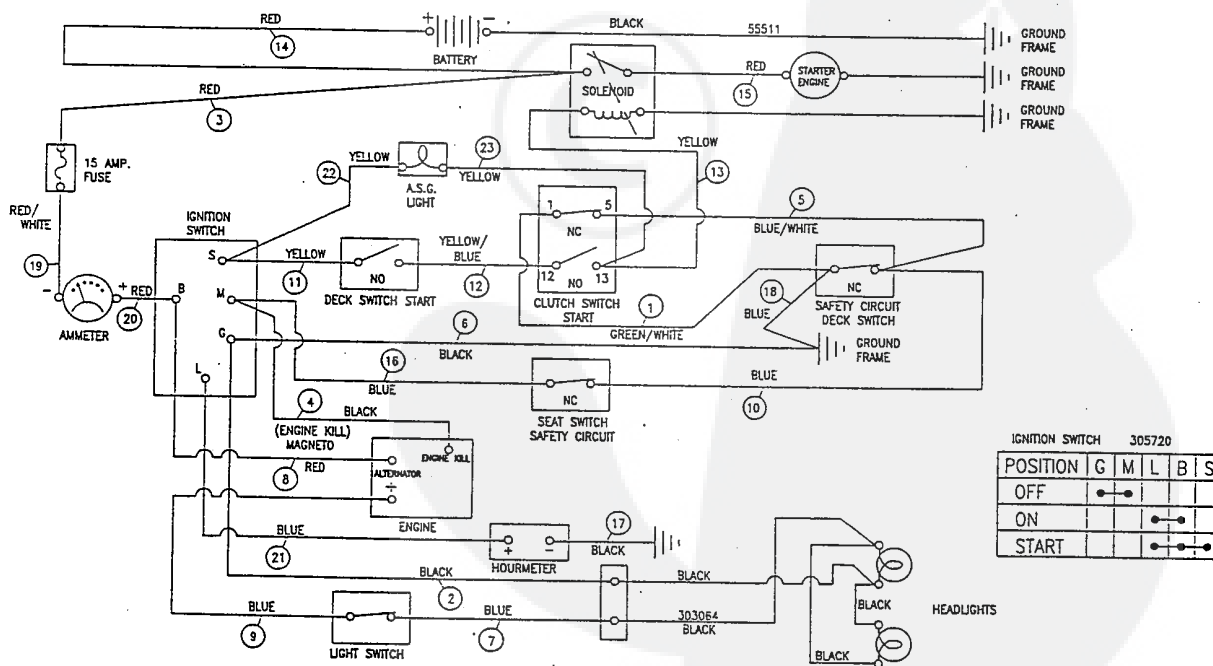 RED
14
+
−
BATTERY
BLACK
55511
GROUND
FRAME
SOLENOID
RED
15
STARTER
ENGINE
GROUND
FRAME
GROUND
FRAME
RED
3
15 AMP.
FUSE
YELLOW
22
A.S.G.
LIGHT
23
YELLOW
YELLOW
13
RED/
WHITE
19
−
+
RED
20
AMMETER
IGNITION
SWITCH
S
B
M
G
L
YELLOW
11
NO
DECK SWITCH START
YELLOW/
BLUE
12
1
5
NC
12
13
NO
CLUTCH SWITCH
START
5
BLUE/WHITE
1
GREEN/WHITE
18
BLUE
NC
SAFETY CIRCUIT
DECK SWITCH
6
BLACK
GROUND
FRAME
16
BLUE
NC
SEAT SWITCH
SAFETY CIRCUIT
BLUE
10
4
BLACK
(ENGINE KILL)
MAGNETO
8
RED
ALTERNATOR
ENGINE KILL
÷
ENGINE
BLUE
21
+
−
HOURMETER
17
BLACK
BLACK
2
BLACK
BLUE
9
LIGHT SWITCH
BLUE
7
303064
BLACK
BLACK
BLACK
HEADLIGHTS
IGNITION SWITCH 305720
POSITION G M L B S
OFF
ON
START